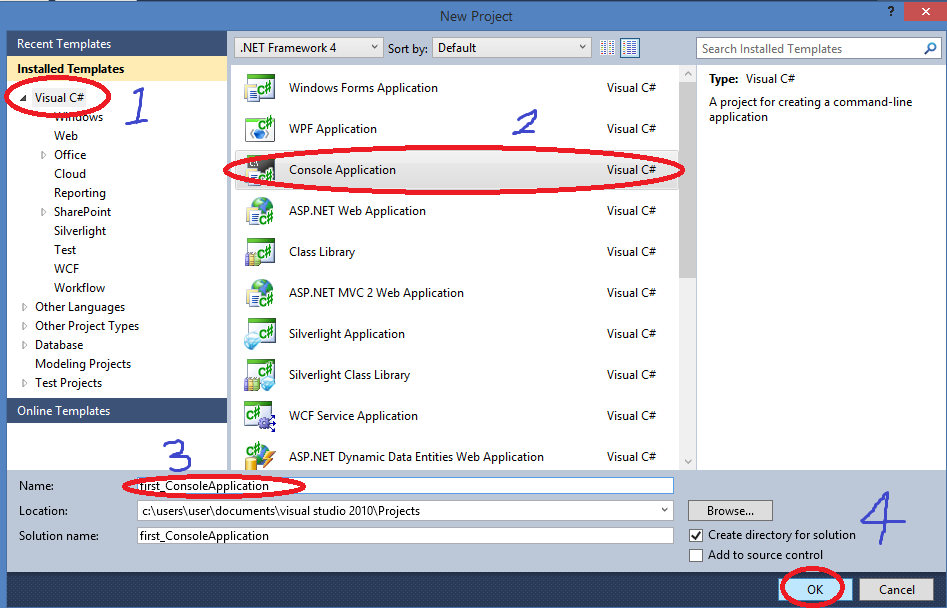 New Project
?
Recent Templates
Installed Templates
Visual C#
Windows
Web
Office
Cloud
Reporting
SharePoint
Silverlight
Test
WCF
Workflow
Other Languages
Other Project Types
Database
Modeling Projects
Test Projects
Online Templates
1
.NET Framework 4
Sort by: Default
2
Windows Forms Application Visual C#
WPF Application Visual C#
Console Application Visual C#
ASP.NET Web Application Visual C#
Class Library Visual C#
ASP.NET MVC 2 Web Application Visual C#
Silverlight Application Visual C#
Silverlight Class Library Visual C#
WCF Service Application Visual C#
ASP.NET Dynamic Data Entities Web Application Visual C#
Search Installed Templates
Type: Visual C#
A project for creating a command-line
application
3
Name: first_ConsoleApplication
Location: c:\users\user\documents\visual studio 2010\Projects
Solution name: first_ConsoleApplication
Browse...
Create directory for solution
Add to source control
4
OK
Cancel